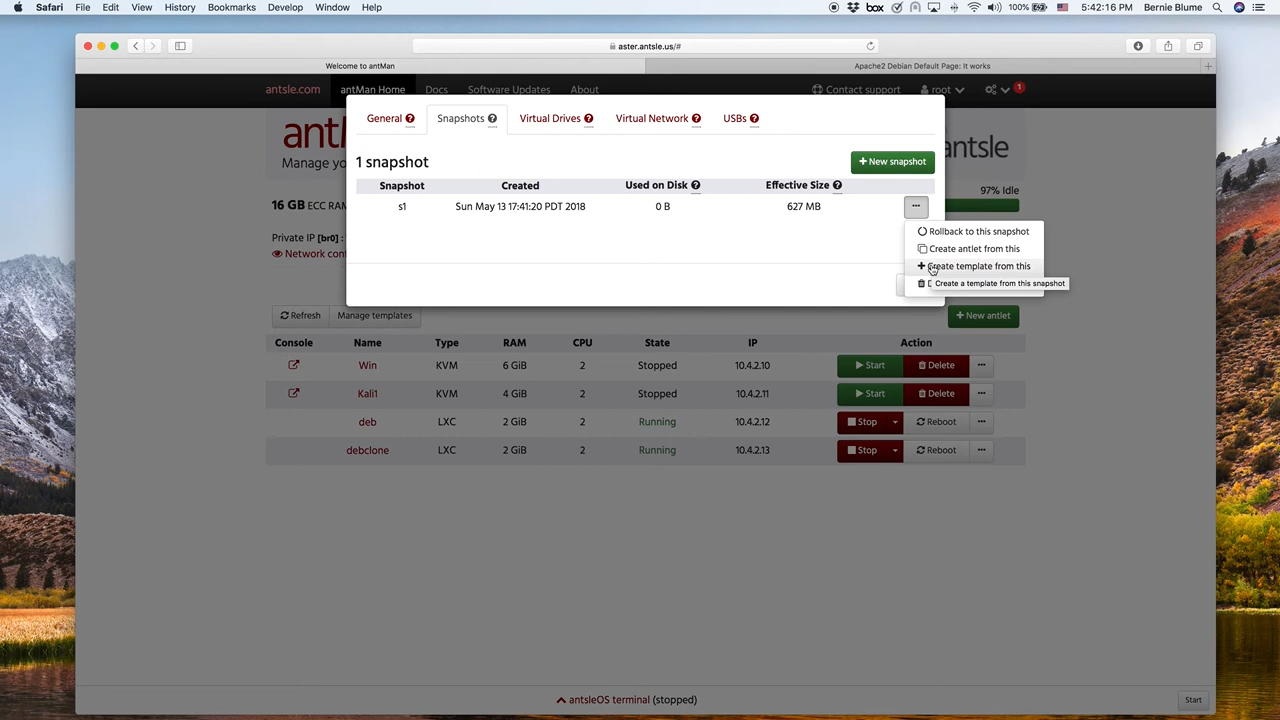 Safari File Edit View History Bookmarks Develop Window Help
box 100% 5:42:16 PM Bernie Blume
aster.antsle.us/#
Welcome to antMan
Apache2 Debian Default Page: It works
antsle.com antMan Home Docs Software Updates About Contact support root 1
General ? Snapshots ? Virtual Drives ? Virtual Network ? USBs ?
1 snapshot
+ New snapshot
Snapshot Created Used on Disk ? Effective Size ?
s1 Sun May 13 17:41:20 PDT 2018 0 B 627 MB ...
Rollback to this snapshot
Create antlet from this
Create template from this
Create a template from this snapshot
Manage you
antsle
97% Idle
16 GB ECC RAM
Private IP [br0] :
Network con
Refresh Manage templates + New antlet
Console Name Type RAM CPU State IP Action
Win KVM 6 GiB 2 Stopped 10.4.2.10 Start Delete ...
Kali1 KVM 4 GiB 2 Stopped 10.4.2.11 Start Delete ...
deb LXC 2 GiB 2 Running 10.4.2.12 Stop Reboot ...
debclone LXC 2 GiB 2 Running 10.4.2.13 Stop Reboot ...
antsleOS terminal (stopped)
Start